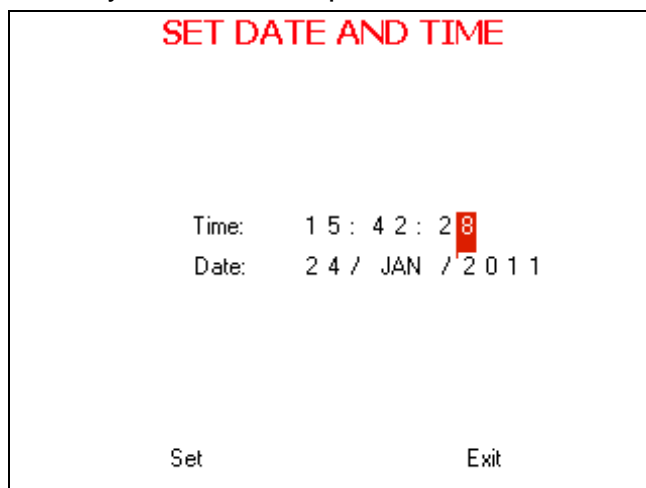 SET DATE AND TIME
Time: 15:42:28
Date: 24/ JAN /2011
Set Exit